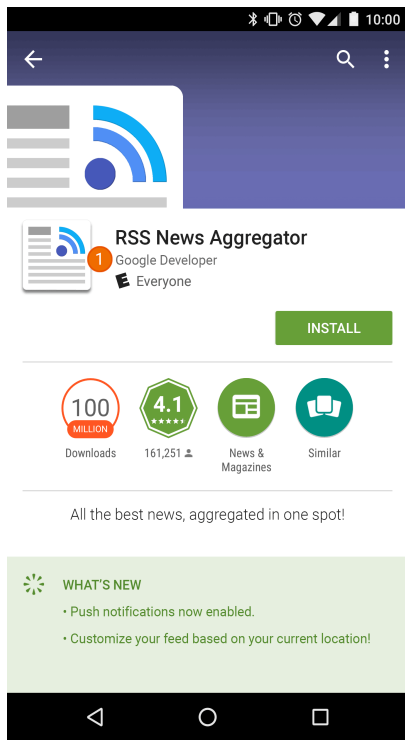 10:00
RSS News Aggregator
1
Google Developer
E Everyone
INSTALL
100
MILLION
4.1
Downloads
161,251
News &
Magazines
Similar
All the best news, aggregated in one spot!
WHAT'S NEW
• Push notifications now enabled.
• Customize your feed based on your current location!